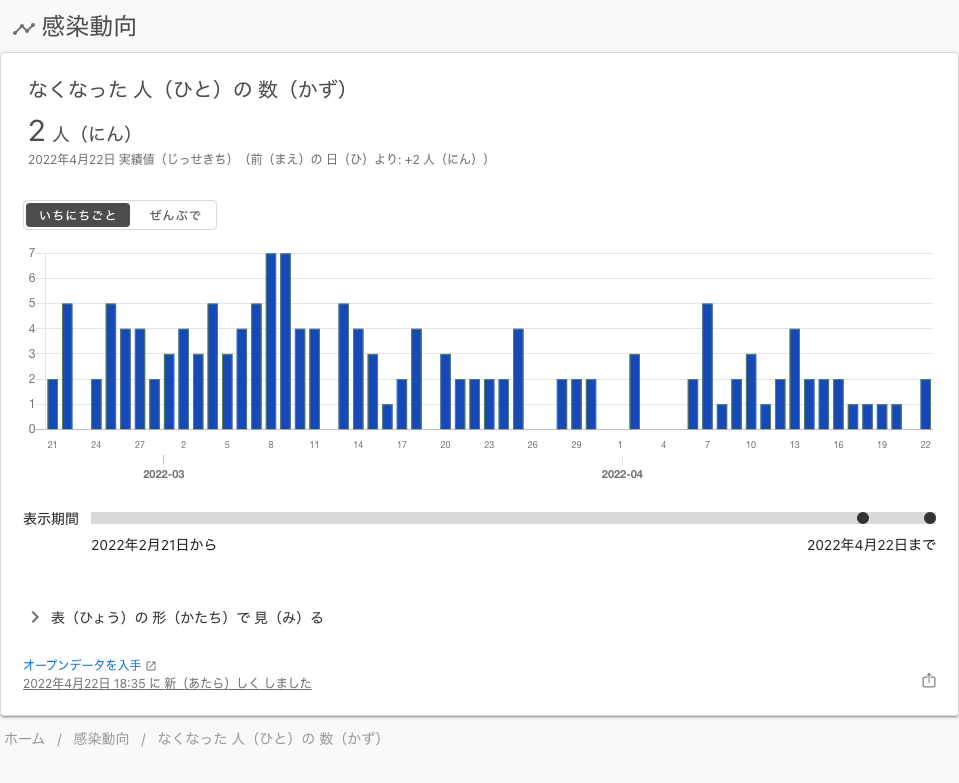 感染動向
なくなった 人（ひと）の 数（かず）
2 人（にん）
2022年4月22日 実績値（じっせきち）（前（まえ）の 日（ひ）より: +2 人（にん））
いちにちごと ぜんぶで
7
6
5
4
3
2
1
0
21 24 27 2 5 8 11 14 17 20 23 26 29 1 4 7 10 13 16 19 22
2022-03 2022-04
表示期間
2022年2月21日から 2022年4月22日まで
表（ひょう）の 形（かたち）で 見（み）る
オープンデータを入手
2022年4月22日 18:35 に 新（あたら）しく しました
ホーム / 感染動向 / なくなった 人（ひと）の 数（かず）